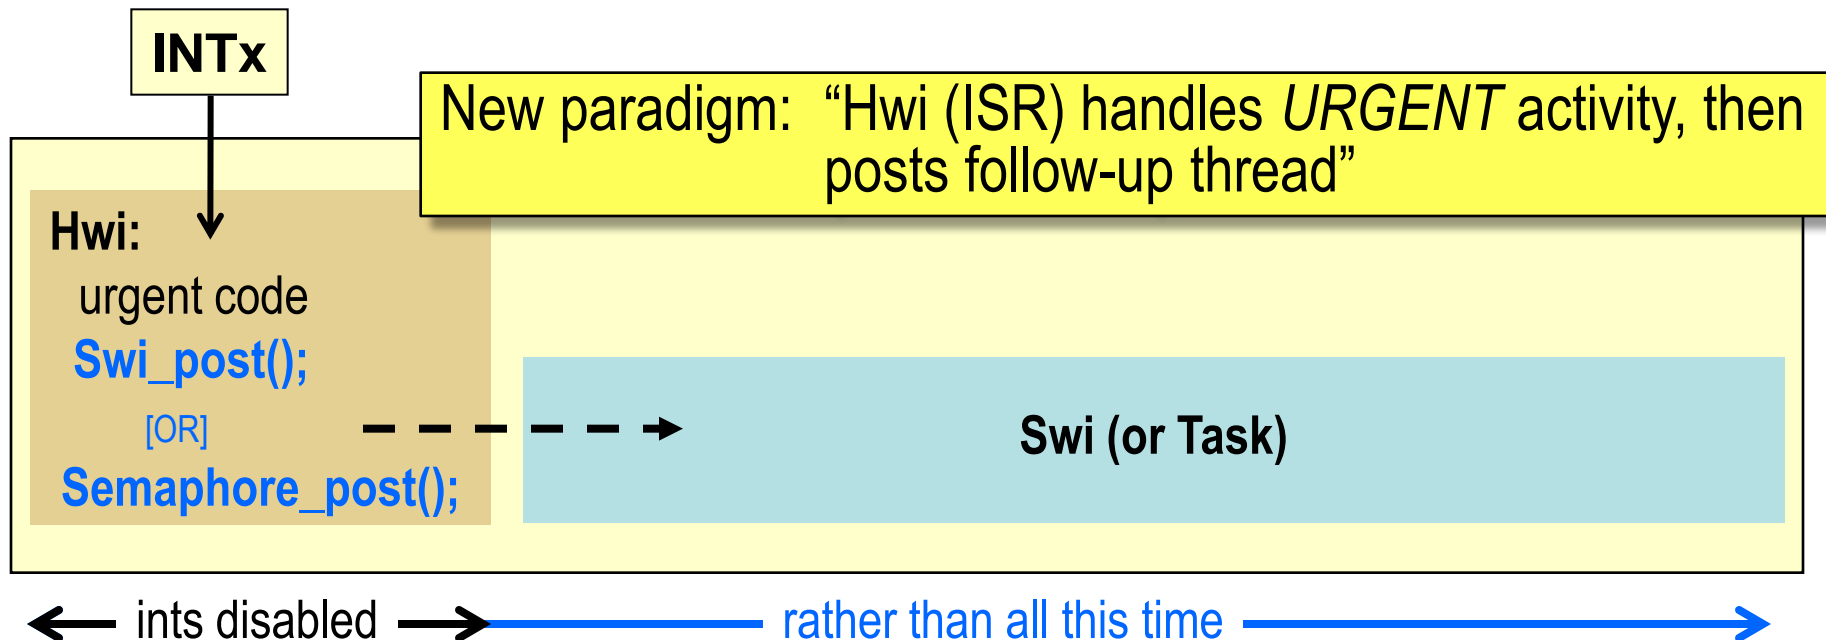 INTx
New paradigm: “Hwi (ISR) handles URGENT activity, then
posts follow-up thread”
Hwi:
urgent code
Swi_post();
[OR]
Semaphore_post();
Swi (or Task)
ints disabled
rather than all this time